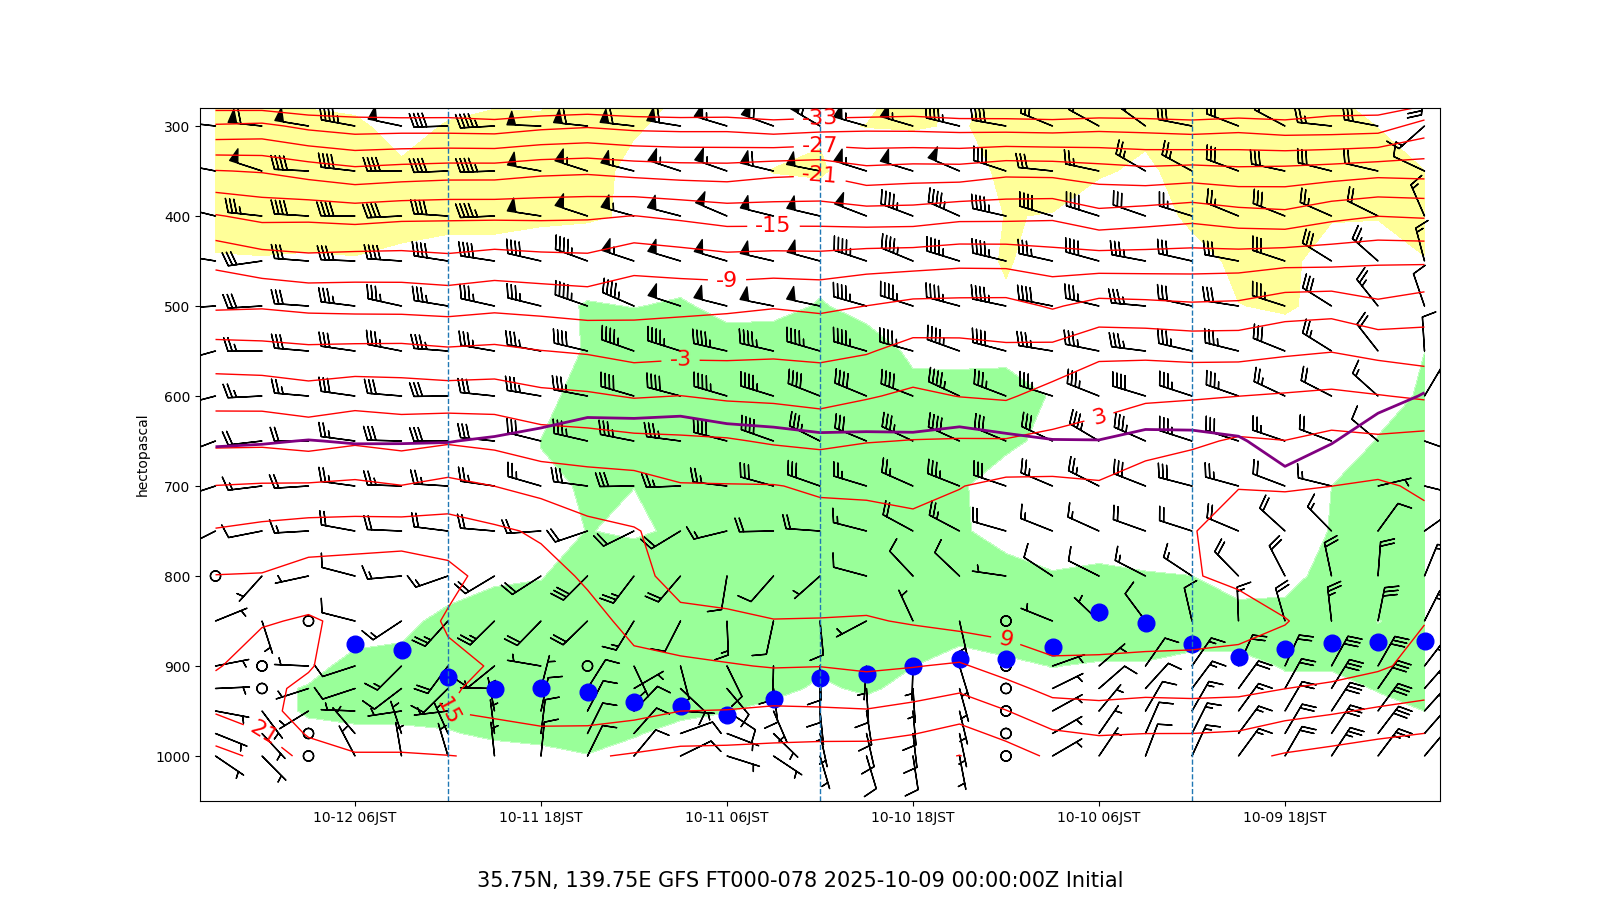 -33
300
-27
-21
400
-15
-9
500
-3
600
3
hectopascal
700
800
9
900
-15
21
1000
10-12 06JST
10-11 18JST
10-11 06JST
10-10 18JST
10-10 06JST
10-09 18JST
35.75N, 139.75E GFS FT000-078 2025-10-09 00:00:00Z Initial